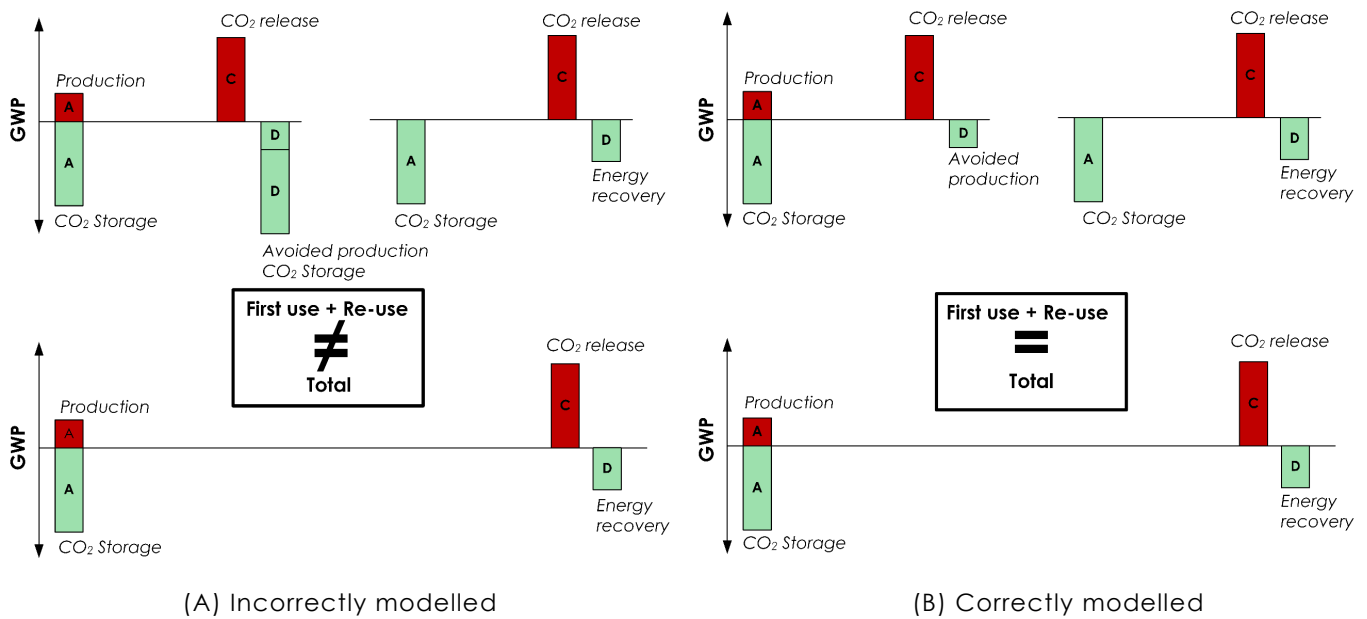 CO₂ release
Production
GWP
A
A
CO₂ Storage
C
D
D
Avoided production
CO₂ Storage
A
CO₂ Storage
CO₂ release
C
D
Energy
recovery
First use + Re-use
≠
Total
GWP
Production
A
A
CO₂ Storage
CO₂ release
C
D
Energy
recovery
(A) Incorrectly modelled
CO₂ release
Production
GWP
A
A
CO₂ Storage
C
D
Avoided
production
A
CO₂ Storage
CO₂ release
C
D
Energy
recovery
First use + Re-use
=
Total
GWP
Production
A
A
CO₂ Storage
CO₂ release
C
D
Energy
recovery
(B) Correctly modelled